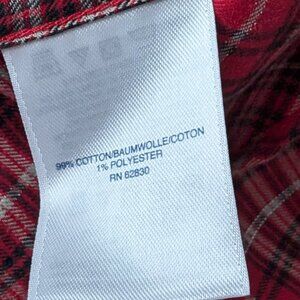 99% COTTON/BAUMWOLLE/COTON
1% POLYESTER
RN 62830